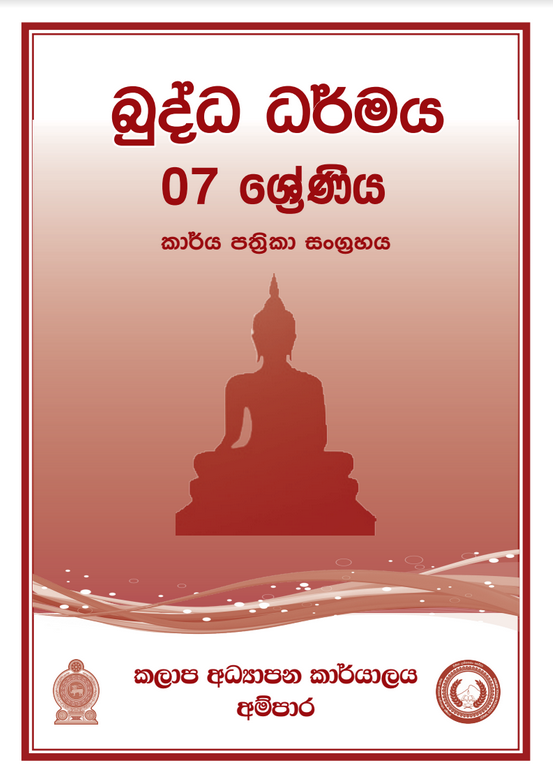 බුද්ධ ධර්මය
07 ශ්‍රේණිය
කාර්ය පත්‍රිකා සංග්‍රහය
කලාප අධ්‍යාපන කාර්යාලය
අම්පාර